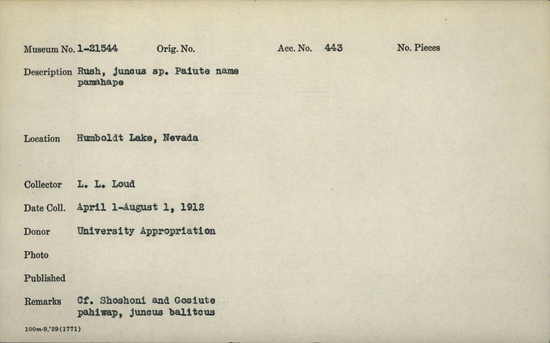 Museum No. 1-21544 Orig. No. Acc. No. 443 No. Pieces
Description Rush, juncus sp. Paiute name
pamahape
Location Humboldt Lake, Nevada
Collector L. L. Loud
Date Coll. April 1-August 1, 1912
Donor University Appropriation
Photo
Published
Remarks Cf. Shoshoni and Gosiute
pahiwap, juncus balitcus
100m-9,'29(1771)